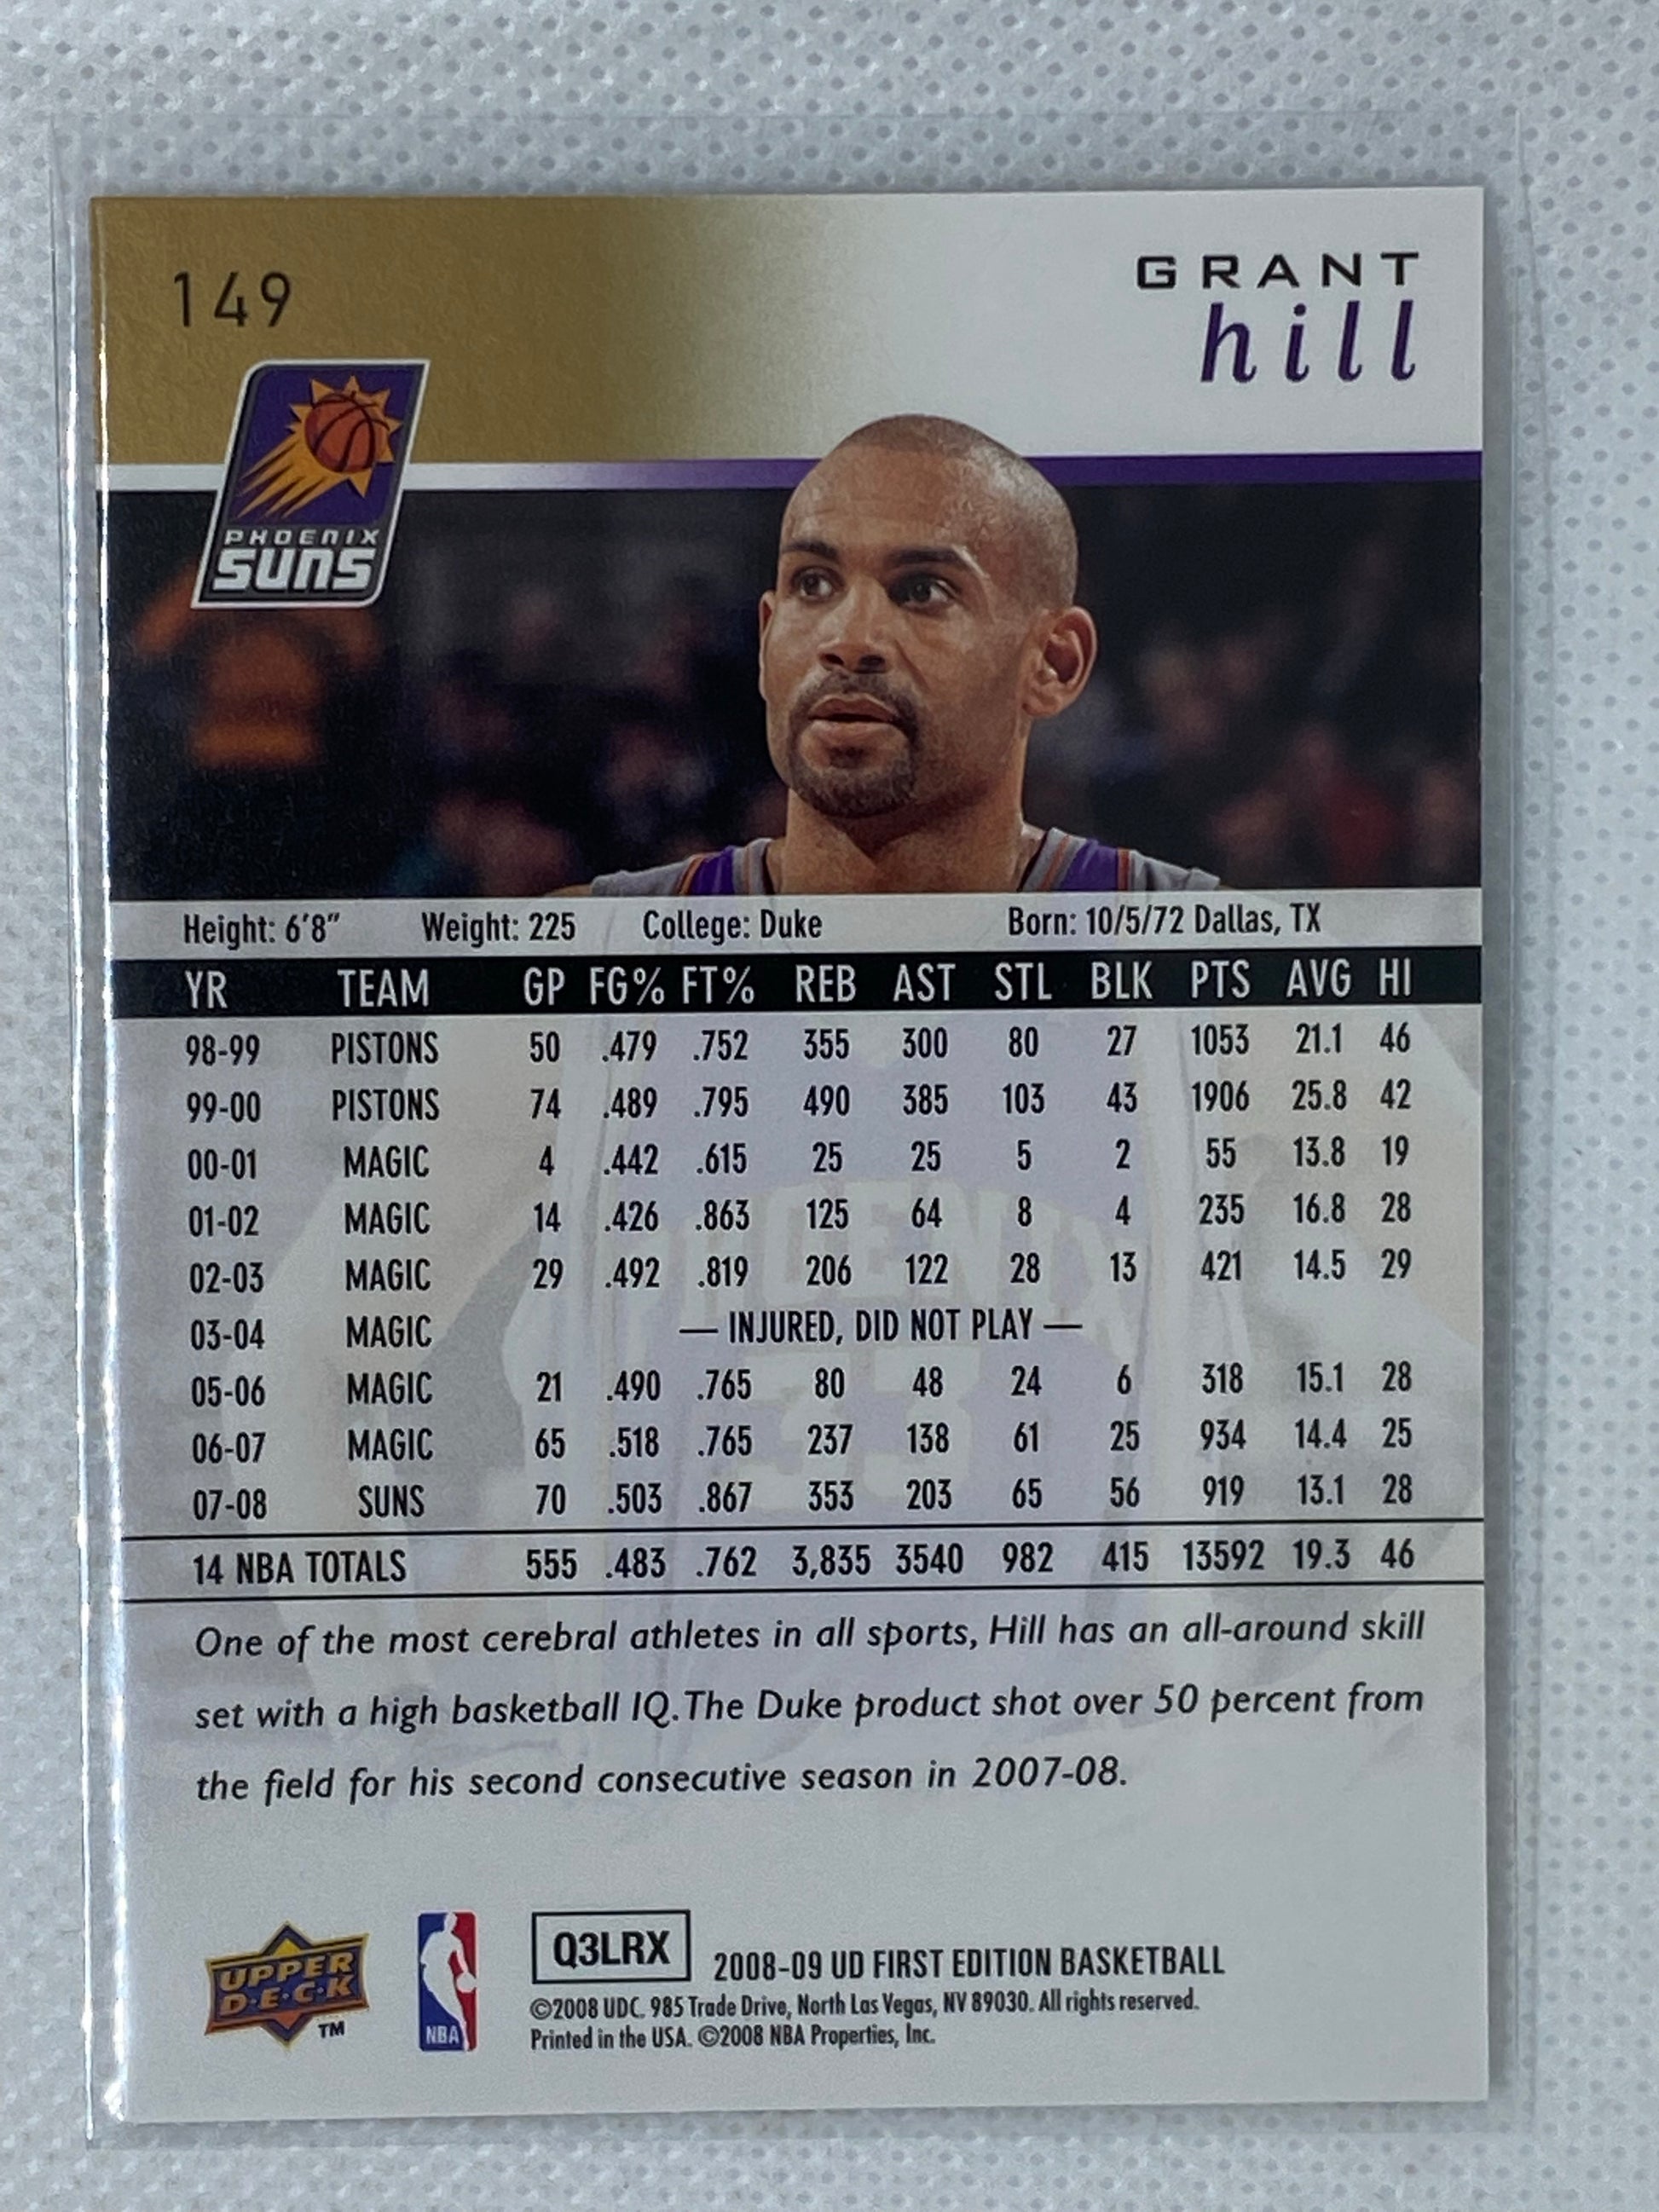 149
GRANT
hill
PHOENIX
SUNS
Height: 6'8" Weight: 225 College: Duke Born: 10/5/72 Dallas, TX
YR TEAM GP FG% FT% REB AST STL BLK PTS AVG HI
98-99 PISTONS 50 .479 .752 355 300 80 27 1053 21.1 46
99-00 PISTONS 74 .489 .795 490 385 103 43 1906 25.8 42
00-01 MAGIC 4 .442 .615 25 25 5 2 55 13.8 19
01-02 MAGIC 14 .426 .863 125 64 8 4 235 16.8 28
02-03 MAGIC 29 .492 .819 206 122 28 13 421 14.5 29
03-04 MAGIC — INJURED, DID NOT PLAY —
05-06 MAGIC 21 .490 .765 80 48 24 6 318 15.1 28
06-07 MAGIC 65 .518 .765 237 138 61 25 934 14.4 25
07-08 SUNS 70 .503 .867 353 203 65 56 919 13.1 28
14 NBA TOTALS 555 .483 .762 3,835 3540 982 415 13592 19.3 46
One of the most cerebral athletes in all sports, Hill has an all-around skill
set with a high basketball IQ. The Duke product shot over 50 percent from
the field for his second consecutive season in 2007-08.
UPPER
D·E·C·K
TM
NBA
Q3LRX
2008-09 UD FIRST EDITION BASKETBALL
©2008 UDC. 985 Trade Drive, North Las Vegas, NV 89030. All rights reserved.
Printed in the USA. ©2008 NBA Properties, Inc.